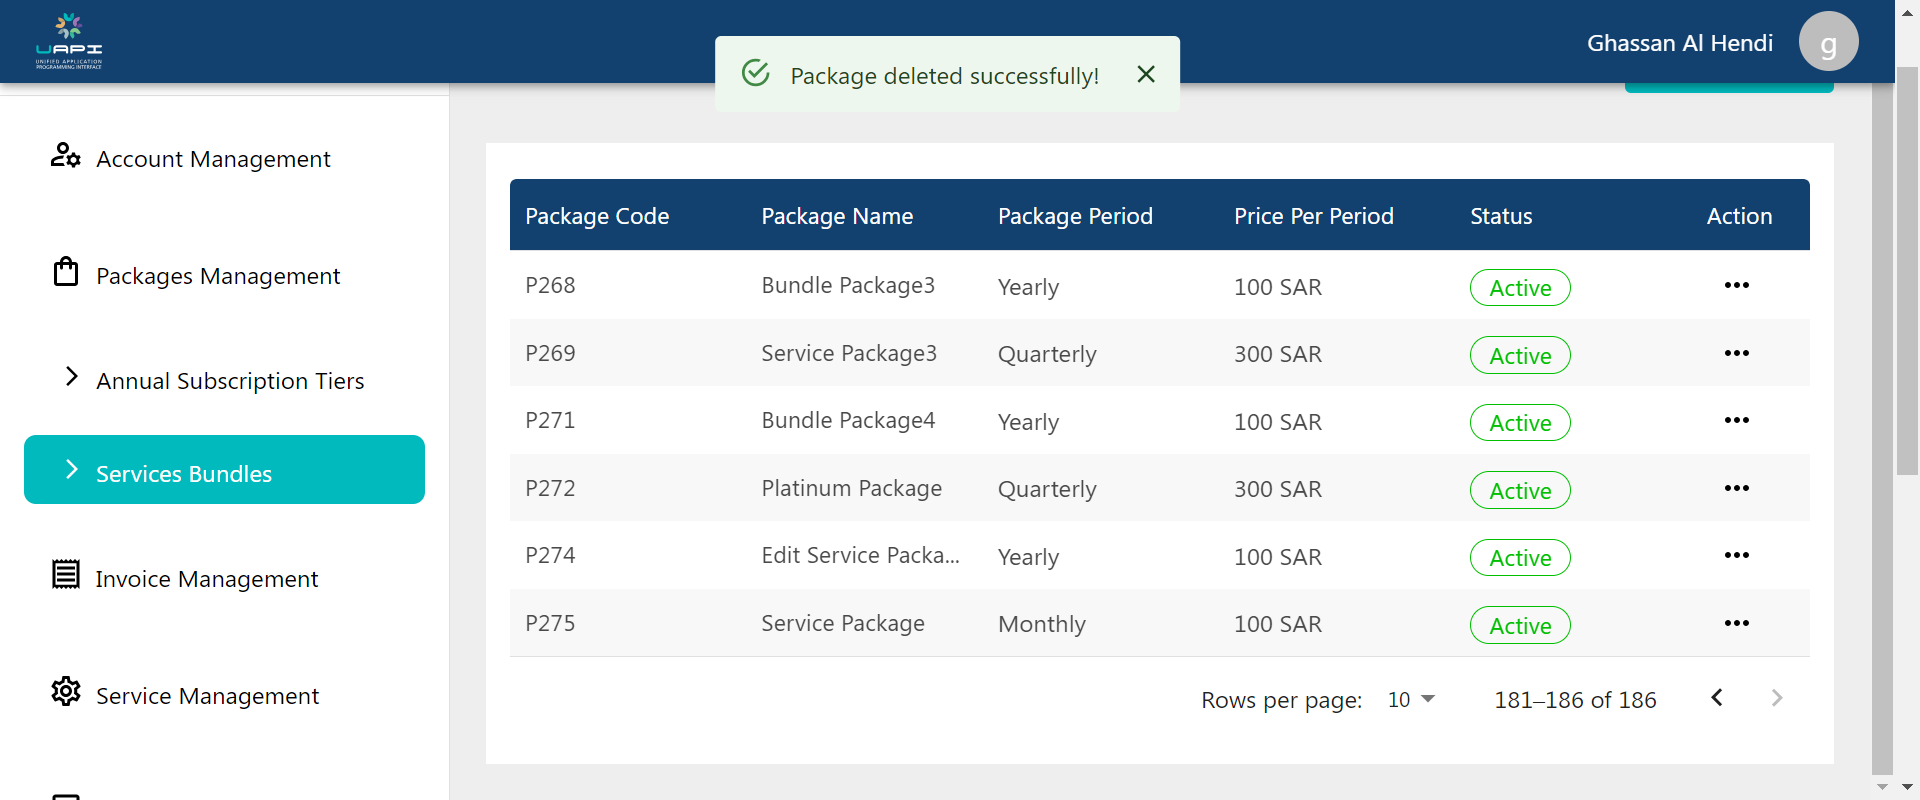 UAPI
UNIFIED APPLICATION
PROGRAMMING INTERFACE
Package deleted successfully!
Ghassan Al Hendi
g
Account Management
Packages Management
Annual Subscription Tiers
Services Bundles
Invoice Management
Service Management
Package Code Package Name Package Period Price Per Period Status Action
P268 Bundle Package3 Yearly 100 SAR Active
P269 Service Package3 Quarterly 300 SAR Active
P271 Bundle Package4 Yearly 100 SAR Active
P272 Platinum Package Quarterly 300 SAR Active
P274 Edit Service Packa... Yearly 100 SAR Active
P275 Service Package Monthly 100 SAR Active
Rows per page: 10 181–186 of 186